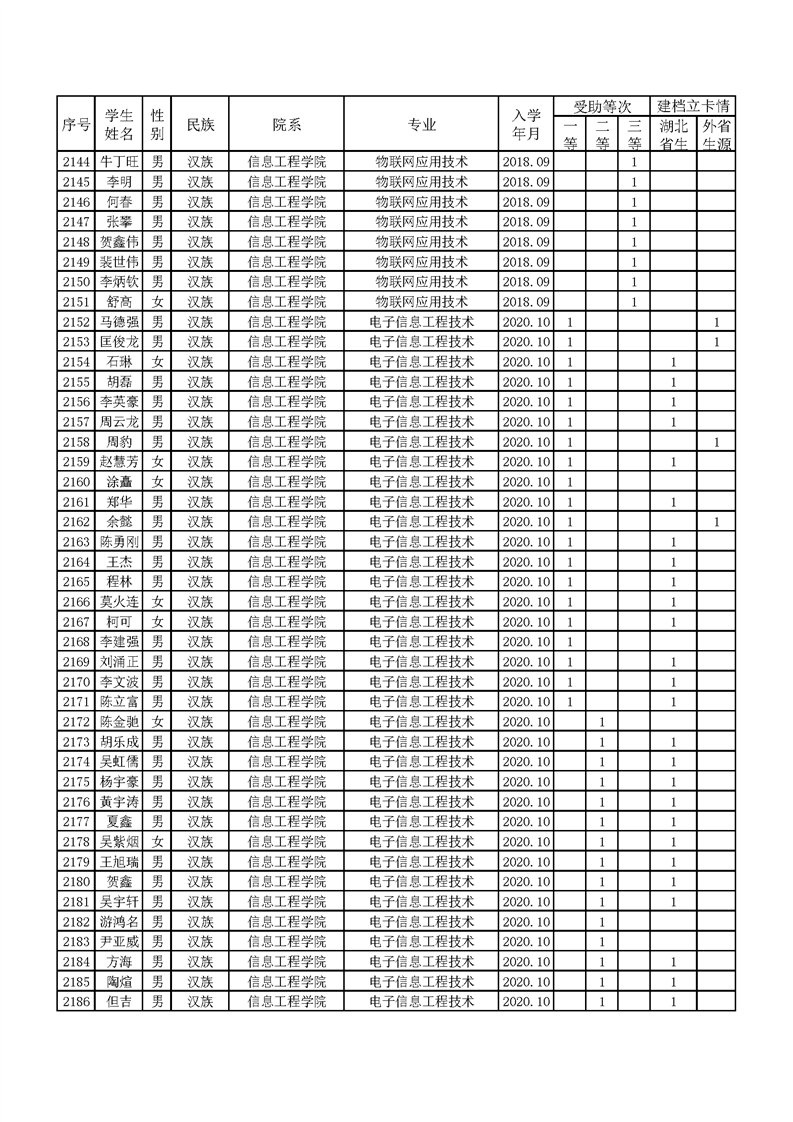 序号 学生姓名 性别 民族 院系 专业 入学年月 受助等次 建档立卡情
一等 二等 三等 湖北省生 外省生源
2144 牛丁旺 男 汉族 信息工程学院 物联网应用技术 2018.09 1
2145 李明 男 汉族 信息工程学院 物联网应用技术 2018.09 1
2146 何春 男 汉族 信息工程学院 物联网应用技术 2018.09 1
2147 张攀 男 汉族 信息工程学院 物联网应用技术 2018.09 1
2148 贺鑫伟 男 汉族 信息工程学院 物联网应用技术 2018.09 1
2149 裴世伟 男 汉族 信息工程学院 物联网应用技术 2018.09 1
2150 李炳钦 男 汉族 信息工程学院 物联网应用技术 2018.09 1
2151 舒高 女 汉族 信息工程学院 物联网应用技术 2018.09 1
2152 马德强 男 汉族 信息工程学院 电子信息工程技术 2020.10 1 1
2153 匡俊龙 男 汉族 信息工程学院 电子信息工程技术 2020.10 1 1
2154 石琳 女 汉族 信息工程学院 电子信息工程技术 2020.10 1 1
2155 胡磊 男 汉族 信息工程学院 电子信息工程技术 2020.10 1 1
2156 李英豪 男 汉族 信息工程学院 电子信息工程技术 2020.10 1 1
2157 周云龙 男 汉族 信息工程学院 电子信息工程技术 2020.10 1 1
2158 周豹 男 汉族 信息工程学院 电子信息工程技术 2020.10 1 1
2159 赵慧芳 女 汉族 信息工程学院 电子信息工程技术 2020.10 1 1
2160 涂矗 女 汉族 信息工程学院 电子信息工程技术 2020.10 1
2161 郑华 男 汉族 信息工程学院 电子信息工程技术 2020.10 1 1
2162 余懿 男 汉族 信息工程学院 电子信息工程技术 2020.10 1 1
2163 陈勇刚 男 汉族 信息工程学院 电子信息工程技术 2020.10 1 1
2164 王杰 男 汉族 信息工程学院 电子信息工程技术 2020.10 1 1
2165 程林 男 汉族 信息工程学院 电子信息工程技术 2020.10 1 1
2166 莫火连 女 汉族 信息工程学院 电子信息工程技术 2020.10 1 1
2167 柯可 女 汉族 信息工程学院 电子信息工程技术 2020.10 1 1
2168 李建强 男 汉族 信息工程学院 电子信息工程技术 2020.10 1
2169 刘涌正 男 汉族 信息工程学院 电子信息工程技术 2020.10 1 1
2170 李文波 男 汉族 信息工程学院 电子信息工程技术 2020.10 1 1
2171 陈立富 男 汉族 信息工程学院 电子信息工程技术 2020.10 1 1
2172 陈金驰 女 汉族 信息工程学院 电子信息工程技术 2020.10 1
2173 胡乐成 男 汉族 信息工程学院 电子信息工程技术 2020.10 1 1
2174 吴虹儒 男 汉族 信息工程学院 电子信息工程技术 2020.10 1 1
2175 杨宇豪 男 汉族 信息工程学院 电子信息工程技术 2020.10 1 1
2176 黄宇涛 男 汉族 信息工程学院 电子信息工程技术 2020.10 1 1
2177 夏鑫 男 汉族 信息工程学院 电子信息工程技术 2020.10 1 1
2178 吴紫烟 女 汉族 信息工程学院 电子信息工程技术 2020.10 1 1
2179 王旭瑞 男 汉族 信息工程学院 电子信息工程技术 2020.10 1 1
2180 贺鑫 男 汉族 信息工程学院 电子信息工程技术 2020.10 1 1
2181 吴宇轩 男 汉族 信息工程学院 电子信息工程技术 2020.10 1 1
2182 游鸿名 男 汉族 信息工程学院 电子信息工程技术 2020.10 1
2183 尹亚威 男 汉族 信息工程学院 电子信息工程技术 2020.10 1
2184 方海 男 汉族 信息工程学院 电子信息工程技术 2020.10 1 1
2185 陶煊 男 汉族 信息工程学院 电子信息工程技术 2020.10 1 1
2186 但吉 男 汉族 信息工程学院 电子信息工程技术 2020.10 1 1